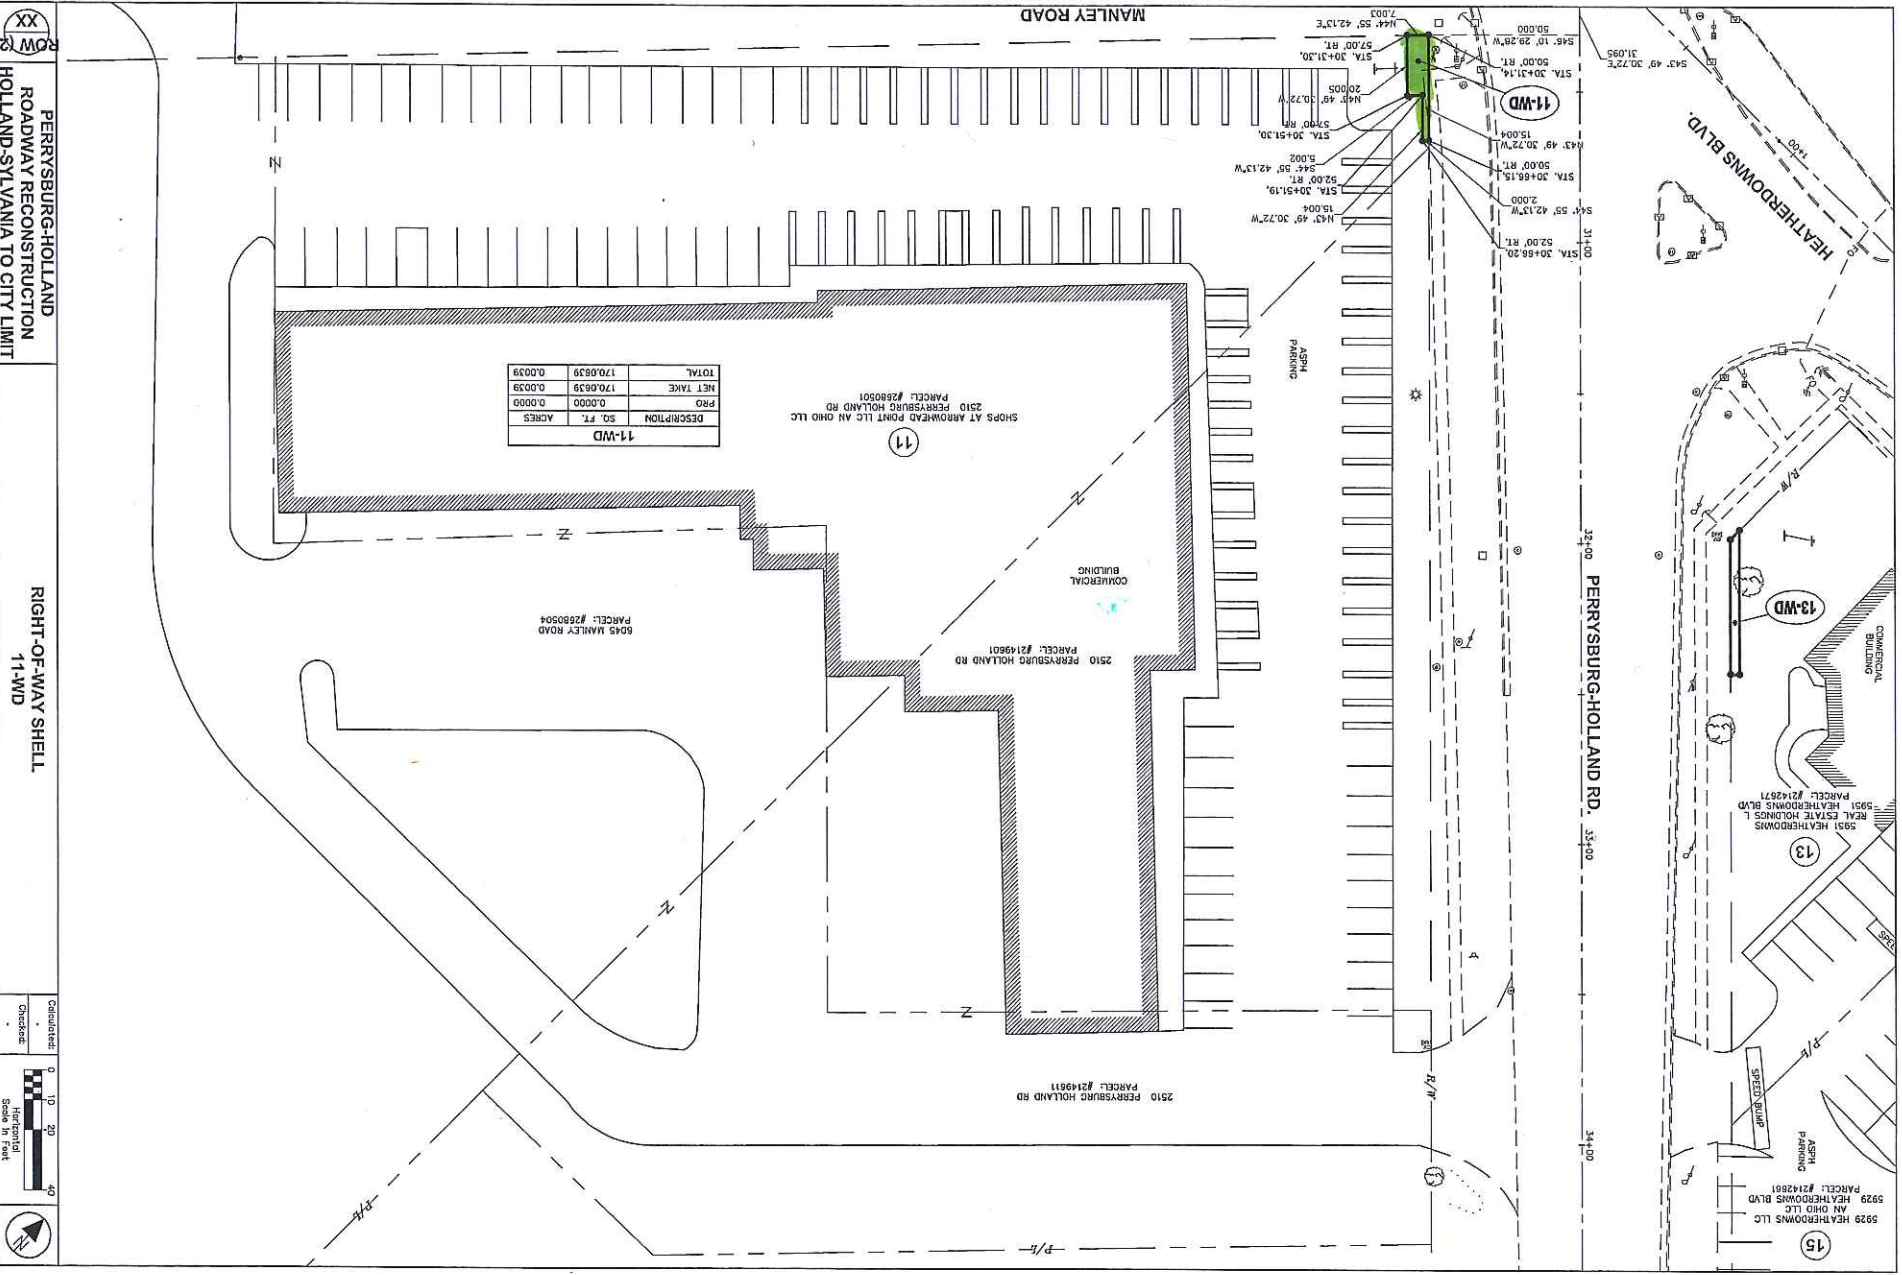 XX
ROW
PERRYSBURG-HOLLAND
ROADWAY RECONSTRUCTION
HOLLAND-SYLVANIA TO CITY LIMIT
RIGHT-OF-WAY SHELL
11-WD
Calculated:
Checked:
0
10
20
40
Horizontal
Scale in Feet
N
MANLEY ROAD
N44° 55' 42.13"E
7.003
STA. 30+31.30,
57.00' RT.
N43° 49' 30.72"W
20.005
STA. 30+51.30,
57.00' RT.
S44° 55' 42.13"W
5.002
STA. 30+51.19,
52.00' RT.
N43° 49' 30.72"W
15.004
S46° 10' 29.28"W
50.000
STA. 30+31.14,
50.00' RT.
11-WD
N43° 49' 30.72"W
15.004
STA. 30+66.15,
50.00' RT.
S44° 55' 42.13"W
2.000
STA. 30+66.20,
52.00' RT.
S43° 49' 30.72"E
31.095
HEATHERDOWNS BLVD.
1+00
31+00
32+00
PERRYSBURG-HOLLAND RD.
33+00
34+00
ASPH
PARKING
11-WD
DESCRIPTION SQ. FT. ACRES
PRO 0.0000 0.0000
NET TAKE 170.0639 0.0039
TOTAL 170.0639 0.0039
11
SHOPS AT ARROWHEAD POINT LLC AN OHIO LLC
2510 PERRYSBURG HOLLAND RD
PARCEL: #2680501
COMMERCIAL
BUILDING
2510 PERRYSBURG HOLLAND RD
PARCEL: #2149601
6045 MANLEY ROAD
PARCEL: #2680504
2510 PERRYSBURG HOLLAND RD
PARCEL: #2149611
R/W
P/L
P/L
R/W
13-WD
COMMERCIAL
BUILDING
13
5951 HEATHERDOWNS
REAL ESTATE HOLDINGS L
5951 HEATHERDOWNS BLVD
PARCEL: #2142671
P/L
SPEED BUMP
ASPH
PARKING
15
5929 HEATHERDOWNS LLC
AN OHIO LLC
5929 HEATHERDOWNS BLVD
PARCEL: #2142661